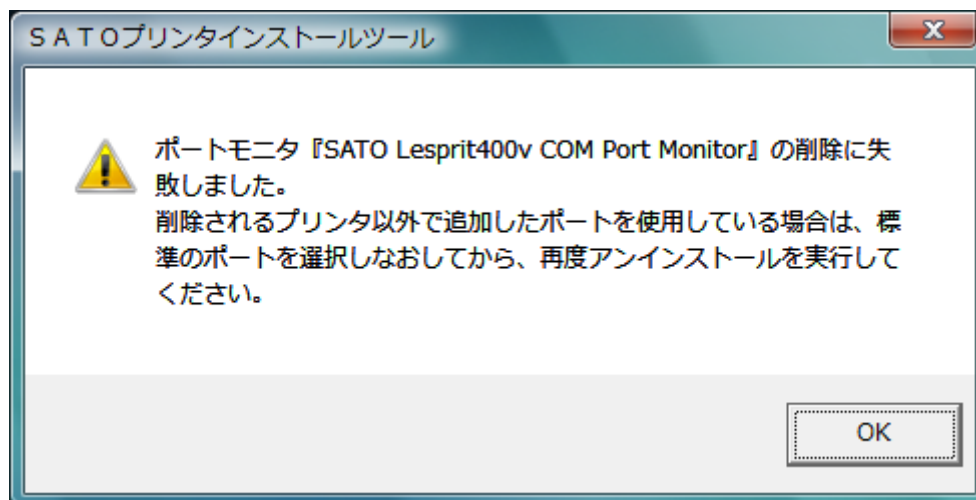 ＳＡＴＯプリンタインストールツール
ポートモニタ『SATO Lesprit400v COM Port Monitor』の削除に失
敗しました。
削除されるプリンタ以外で追加したポートを使用している場合は、標
準のポートを選択しなおしてから、再度アンインストールを実行して
ください。
OK